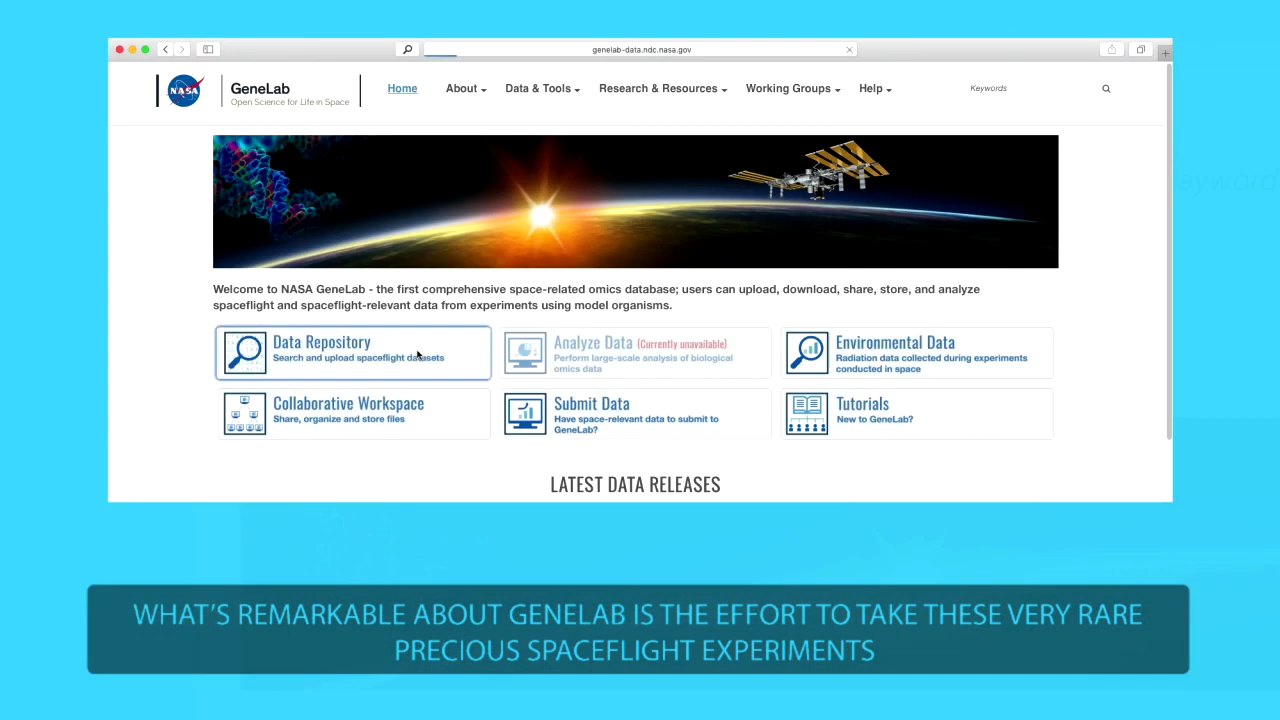 genelab-data.ndc.nasa.gov
NASA
GeneLab
Open Science for Life in Space
Home
About
Data & Tools
Research & Resources
Working Groups
Help
Keywords
Welcome to NASA GeneLab - the first comprehensive space-related omics database; users can upload, download, share, store, and analyze
spaceflight and spaceflight-relevant data from experiments using model organisms.
Data Repository
Search and upload spaceflight datasets
Analyze Data (Currently unavailable)
Perform large-scale analysis of biological
omics data
Environmental Data
Radiation data collected during experiments
conducted in space
Collaborative Workspace
Share, organize and store files
Submit Data
Have space-relevant data to submit to
GeneLab?
Tutorials
New to GeneLab?
LATEST DATA RELEASES
WHAT'S REMARKABLE ABOUT GENELAB IS THE EFFORT TO TAKE THESE VERY RARE
PRECIOUS SPACEFLIGHT EXPERIMENTS